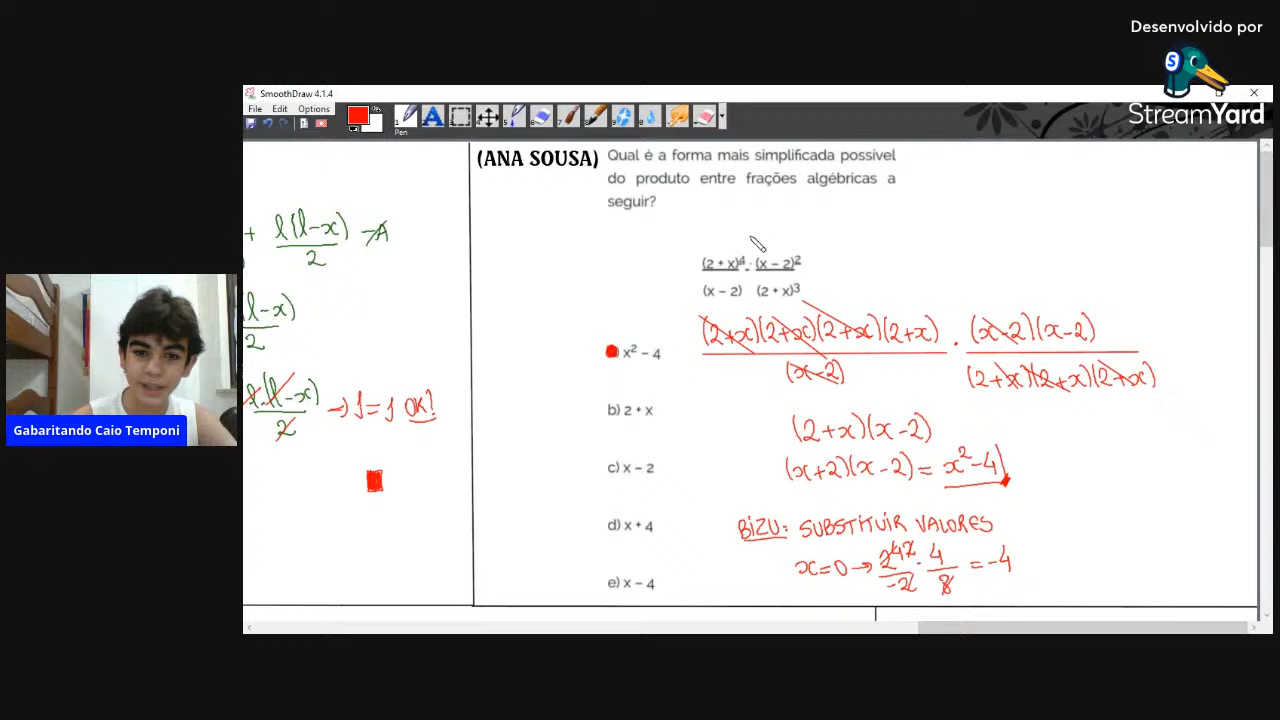 Desenvolvido por
StreamYard
SmoothDraw 4.1.4
File Edit Options
Pen
(ANA SOUSA) Qual é a forma mais simplificada possível
do produto entre frações algébricas a
seguir?
+ l(l-x) → A
2
(2 + x)⁴ · (x – 2)²
(x – 2) (2 + x)³
l-x)
2
(2+x)(2+x)(2+x)(2+x) · (x-2)(x-2)
(x-2) (2+x)(2+x)(2+x)
x² – 4
l·(l-x) → 1=1 OK!
2
b) 2 + x
(2+x)(x-2)
c) x – 2
(x+2)(x-2) = x²-4
d) x + 4
BIZU: SUBSTITUIR VALORES
x=0 → 2⁴ · 4 = -4
-2 8
e) x – 4
Gabaritando Caio Temponi